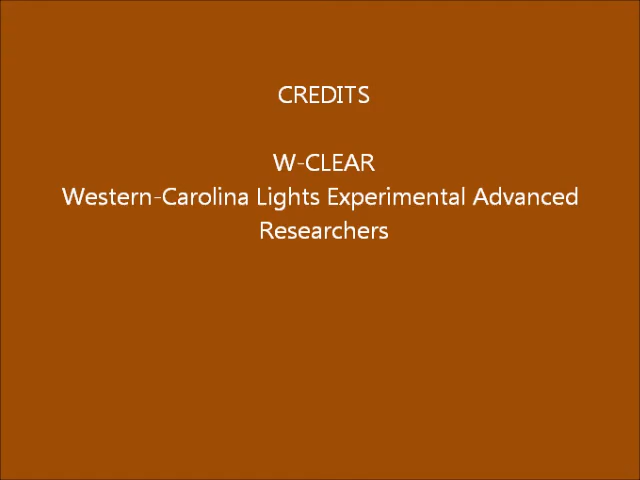 CREDITS
W-CLEAR
Western-Carolina Lights Experimental Advanced
Researchers